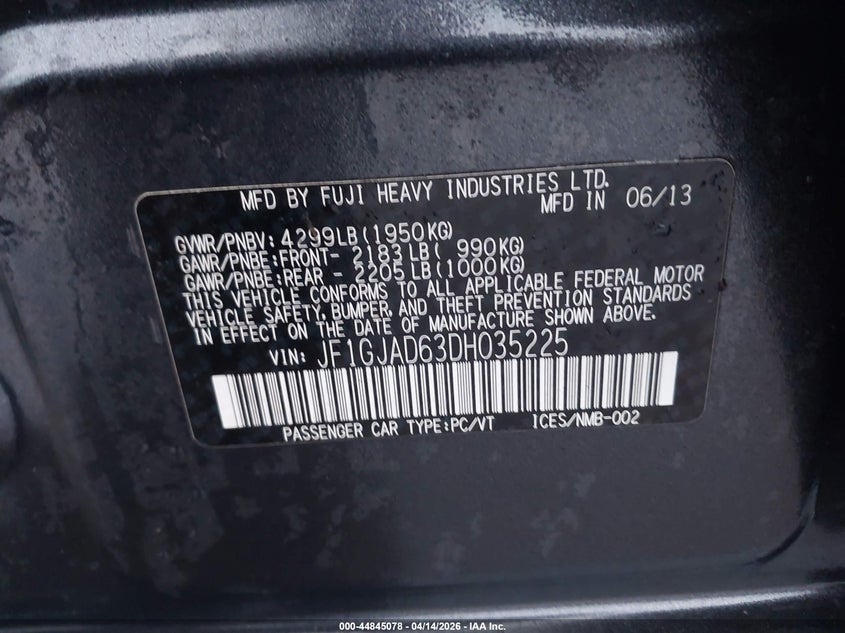 MFD BY FUJI HEAVY INDUSTRIES LTD.
MFD IN 06/13
GVWR/PNBV: 4299LB(1950KG)
GAWR/PNBE:FRONT- 2183LB( 990KG)
GAWR/PNBE:REAR - 2205LB(1000KG)
THIS VEHICLE CONFORMS TO ALL APPLICABLE FEDERAL MOTOR
VEHICLE SAFETY, BUMPER, AND THEFT PREVENTION STANDARDS
IN EFFECT ON THE DATE OF MANUFACTURE SHOWN ABOVE.
VIN: JF1GJAD63DH035225
PASSENGER CAR TYPE:PC/VT ICES/NMB-002
000-44845078 - 04/14/2026 - IAA Inc.